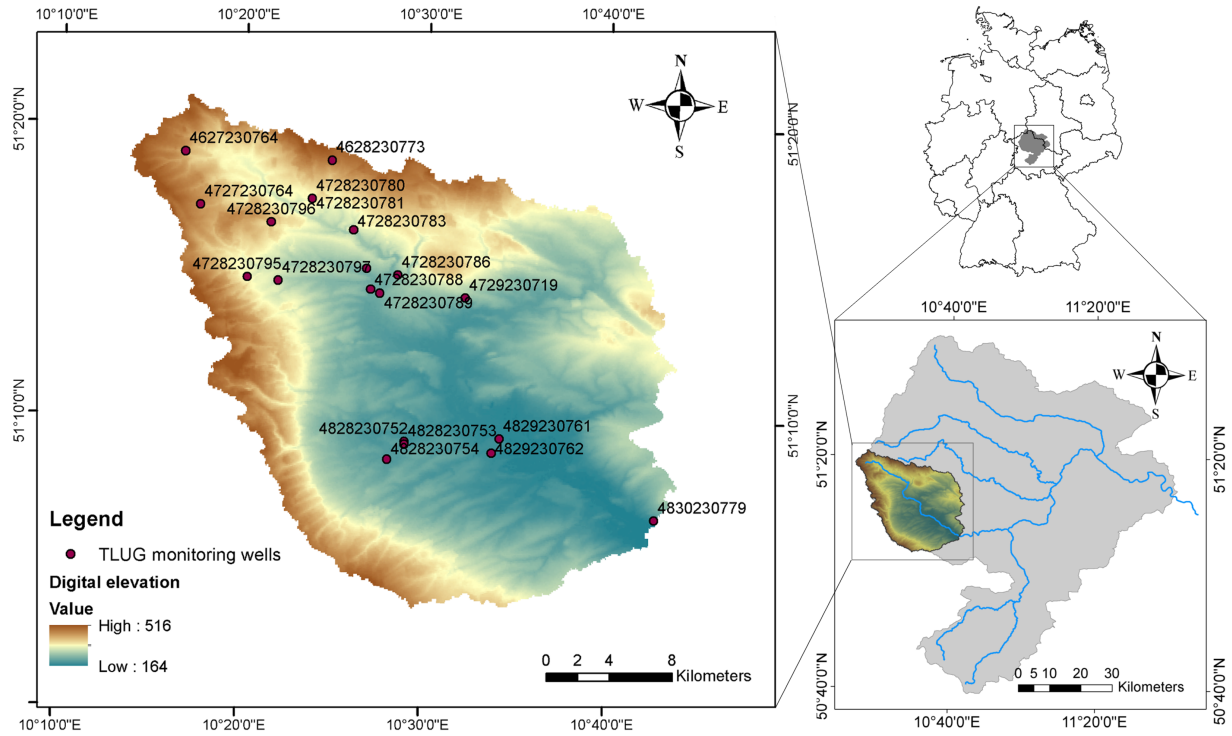 10°10'0"E
10°20'0"E
10°30'0"E
10°40'0"E
51°20'0"N
51°10'0"N
51°20'0"N
51°10'0"N
N
W
E
S
4627230764
4628230773
4727230764
4728230780
4728230796
4728230781
4728230783
4728230795
4728230797
4728230786
4728230788
4729230719
4728230789
4828230752
4828230753
4829230761
4828230754
4829230762
4830230779
Legend
TLUG monitoring wells
Digital elevation
Value
High : 516
Low : 164
0 2 4 8
Kilometers
10°10'0"E
10°20'0"E
10°30'0"E
10°40'0"E
10°40'0"E
11°20'0"E
N
W
E
S
51°20'0"N
51°20'0"N
50°40'0"N
50°40'0"N
0 5 10 20 30
Kilometers
10°40'0"E
11°20'0"E